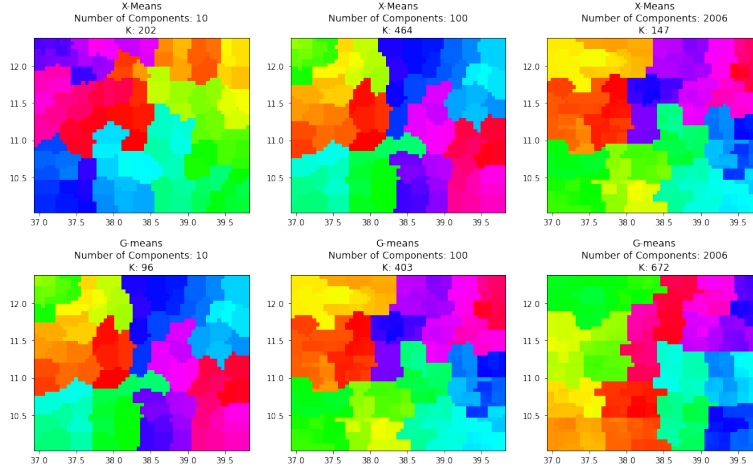 X-Means
Number of Components: 10
K: 202
12.0
11.5
11.0
10.5
37.0 37.5 38.0 38.5 39.0 39.5
X-Means
Number of Components: 100
K: 464
12.0
11.5
11.0
10.5
37.0 37.5 38.0 38.5 39.0 39.5
X-Means
Number of Components: 2006
K: 147
12.0
11.5
11.0
10.5
37.0 37.5 38.0 38.5 39.0 39.5
G-means
Number of Components: 10
K: 96
12.0
11.5
11.0
10.5
37.0 37.5 38.0 38.5 39.0 39.5
G-means
Number of Components: 100
K: 403
12.0
11.5
11.0
10.5
37.0 37.5 38.0 38.5 39.0 39.5
G-means
Number of Components: 2006
K: 672
12.0
11.5
11.0
10.5
37.0 37.5 38.0 38.5 39.0 39.5